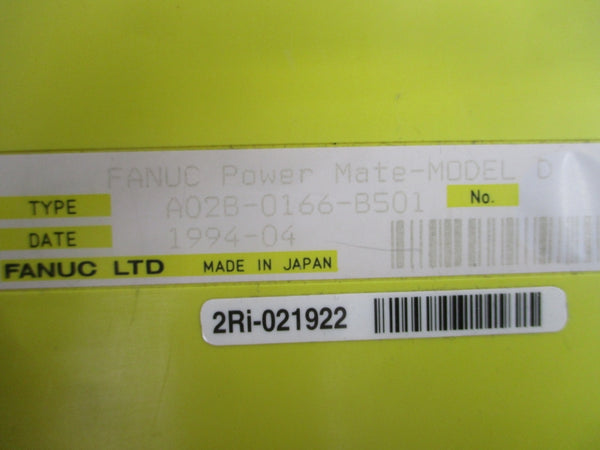 FANUC Power Mate-MODEL D
TYPE A02B-0166-B501 No.
DATE 1994-04
FANUC LTD MADE IN JAPAN
2Ri-021922